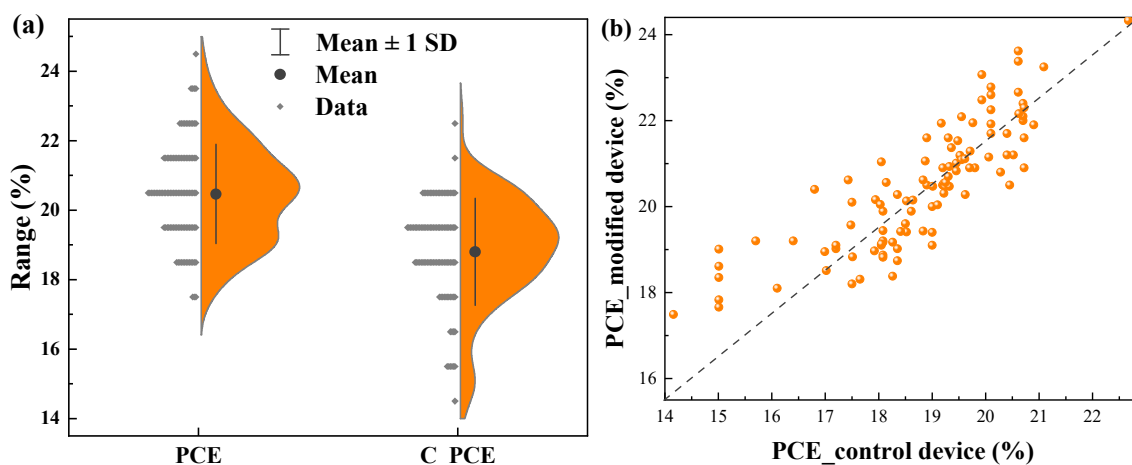 (a)
Mean ± 1 SD
Mean
Data
Range (%)
24
22
20
18
16
14
PCE
C PCE
(b)
PCE_modified device (%)
24
22
20
18
16
14 15 16 17 18 19 20 21 22
PCE_control device (%)